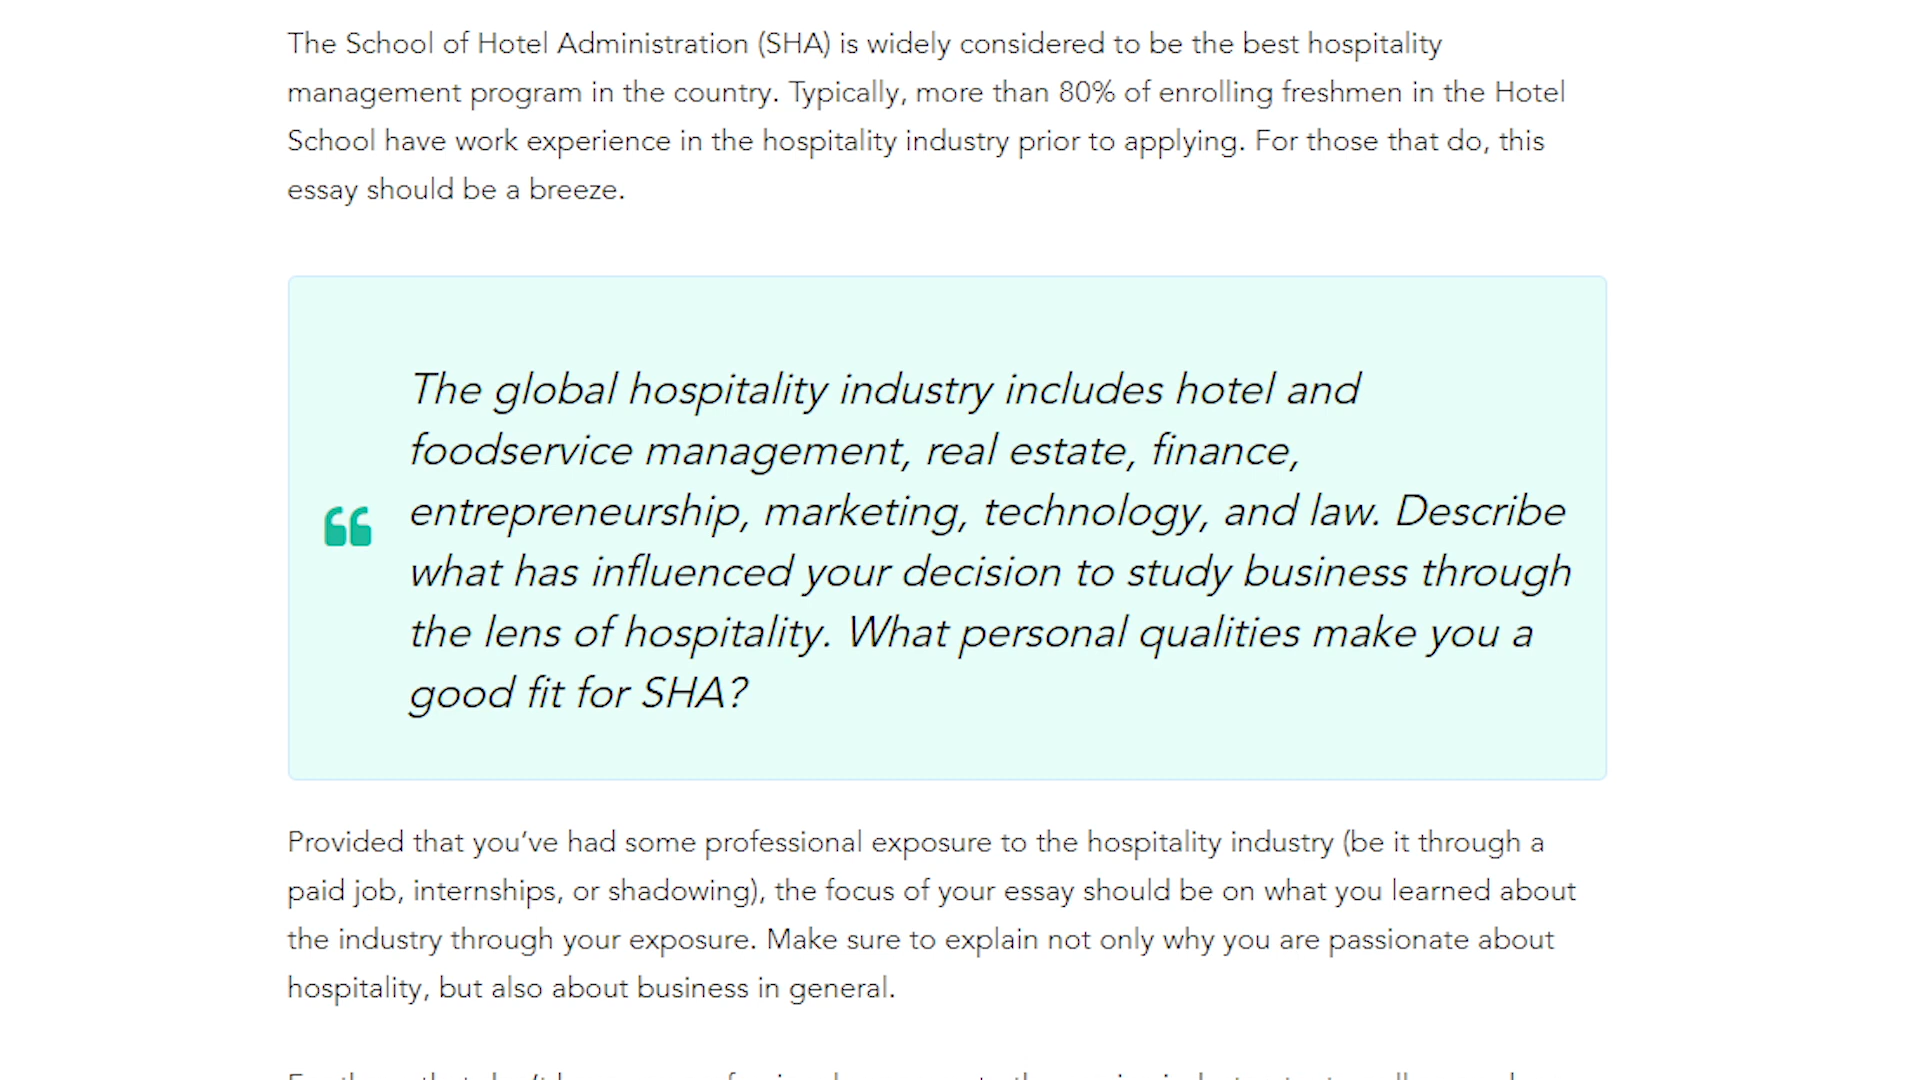 The School of Hotel Administration (SHA) is widely considered to be the best hospitality
management program in the country. Typically, more than 80% of enrolling freshmen in the Hotel
School have work experience in the hospitality industry prior to applying. For those that do, this
essay should be a breeze.
The global hospitality industry includes hotel and
foodservice management, real estate, finance,
entrepreneurship, marketing, technology, and law. Describe
what has influenced your decision to study business through
the lens of hospitality. What personal qualities make you a
good fit for SHA?
Provided that you’ve had some professional exposure to the hospitality industry (be it through a
paid job, internships, or shadowing), the focus of your essay should be on what you learned about
the industry through your exposure. Make sure to explain not only why you are passionate about
hospitality, but also about business in general.